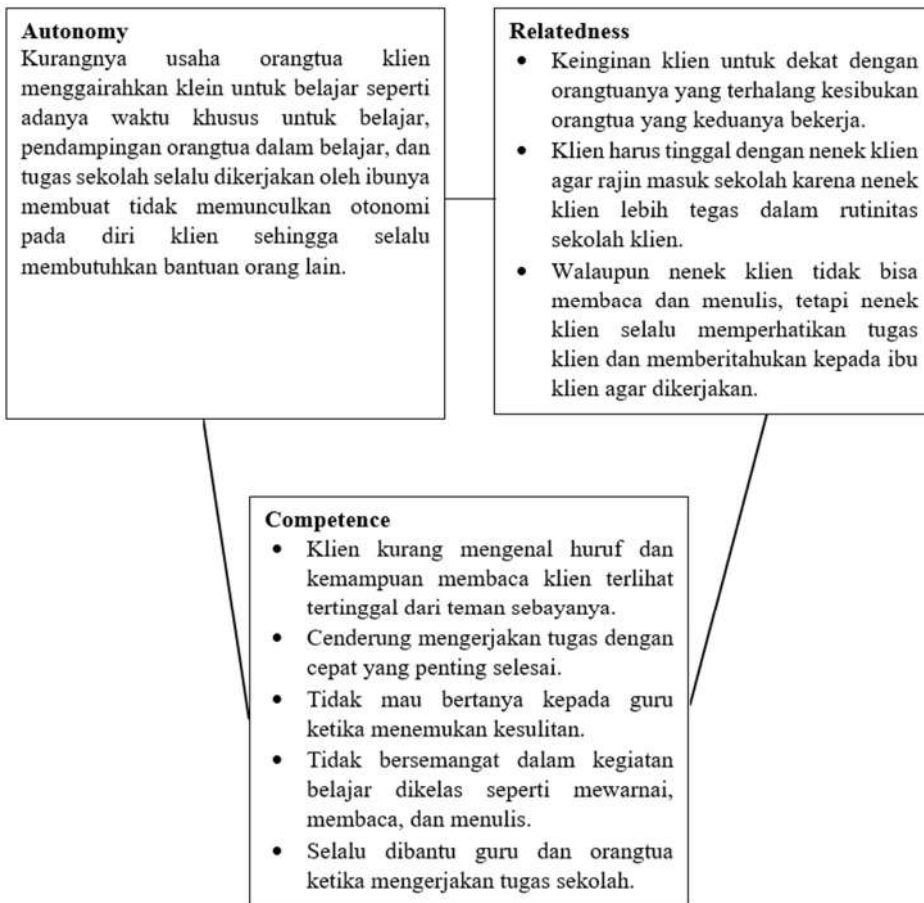 Autonomy
Kurangnya usaha orangtua klien
menggairahkan klein untuk belajar seperti
adanya waktu khusus untuk belajar,
pendampingan orangtua dalam belajar, dan
tugas sekolah selalu dikerjakan oleh ibunya
membuat tidak memunculkan otonomi
pada diri klien sehingga selalu
membutuhkan bantuan orang lain.
Relatedness
• Keinginan klien untuk dekat dengan
orangtuanya yang terhalang kesibukan
orangtua yang keduanya bekerja.
• Klien harus tinggal dengan nenek klien
agar rajin masuk sekolah karena nenek
klien lebih tegas dalam rutinitas
sekolah klien.
• Walaupun nenek klien tidak bisa
membaca dan menulis, tetapi nenek
klien selalu memperhatikan tugas
klien dan memberitahukan kepada ibu
klien agar dikerjakan.
Competence
• Klien kurang mengenal huruf dan
kemampuan membaca klien terlihat
tertinggal dari teman sebayanya.
• Cenderung mengerjakan tugas dengan
cepat yang penting selesai.
• Tidak mau bertanya kepada guru
ketika menemukan kesulitan.
• Tidak bersemangat dalam kegiatan
belajar dikelas seperti mewarnai,
membaca, dan menulis.
• Selalu dibantu guru dan orangtua
ketika mengerjakan tugas sekolah.